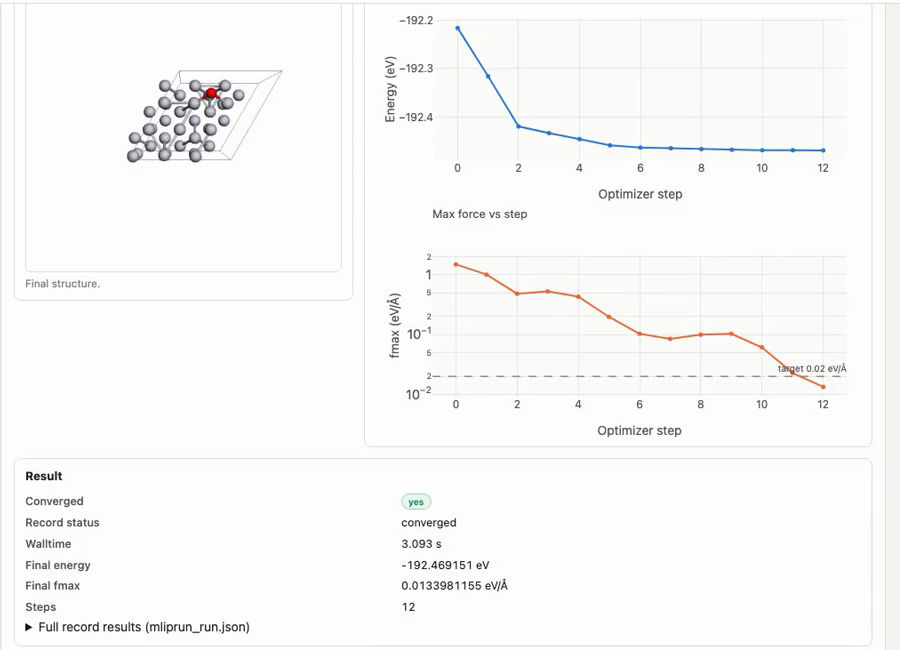 Final structure.
−192.2
−192.3
−192.4
Energy (eV)
0 2 4 6 8 10 12
Optimizer step
Max force vs step
2
1
5
2
10−1
5
2
10−2
fmax (eV/Å)
target 0.02 eV/Å
0 2 4 6 8 10 12
Optimizer step
Result
Converged yes
Record status converged
Walltime 3.093 s
Final energy -192.469151 eV
Final fmax 0.0133981155 eV/Å
Steps 12
▶ Full record results (mliprun_run.json)